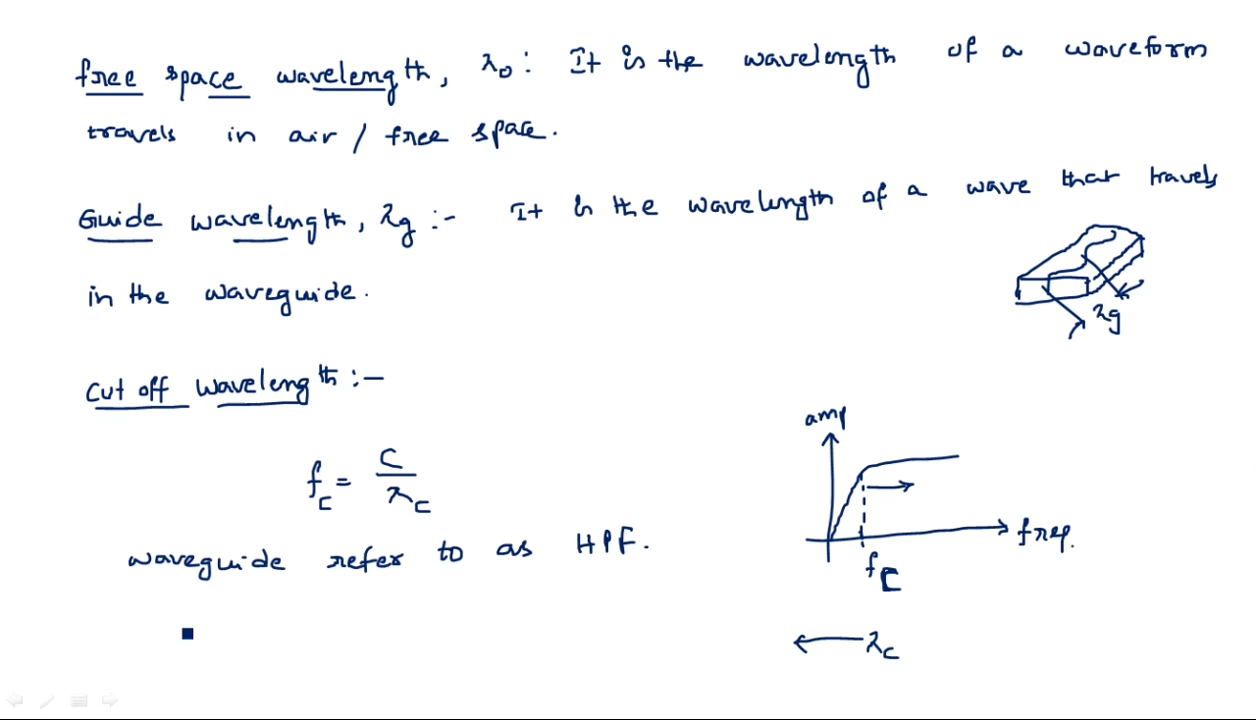 free space wavelength, λ₀ : It is the wavelength of a waveform
travels in air / free space.
Guide wavelength, λg :- It is the wavelength of a wave that travels
in the waveguide.
λg
Cut off wavelength :-
fc = C/λc
waveguide refer to as HPF.
amp
freq.
fc
λc